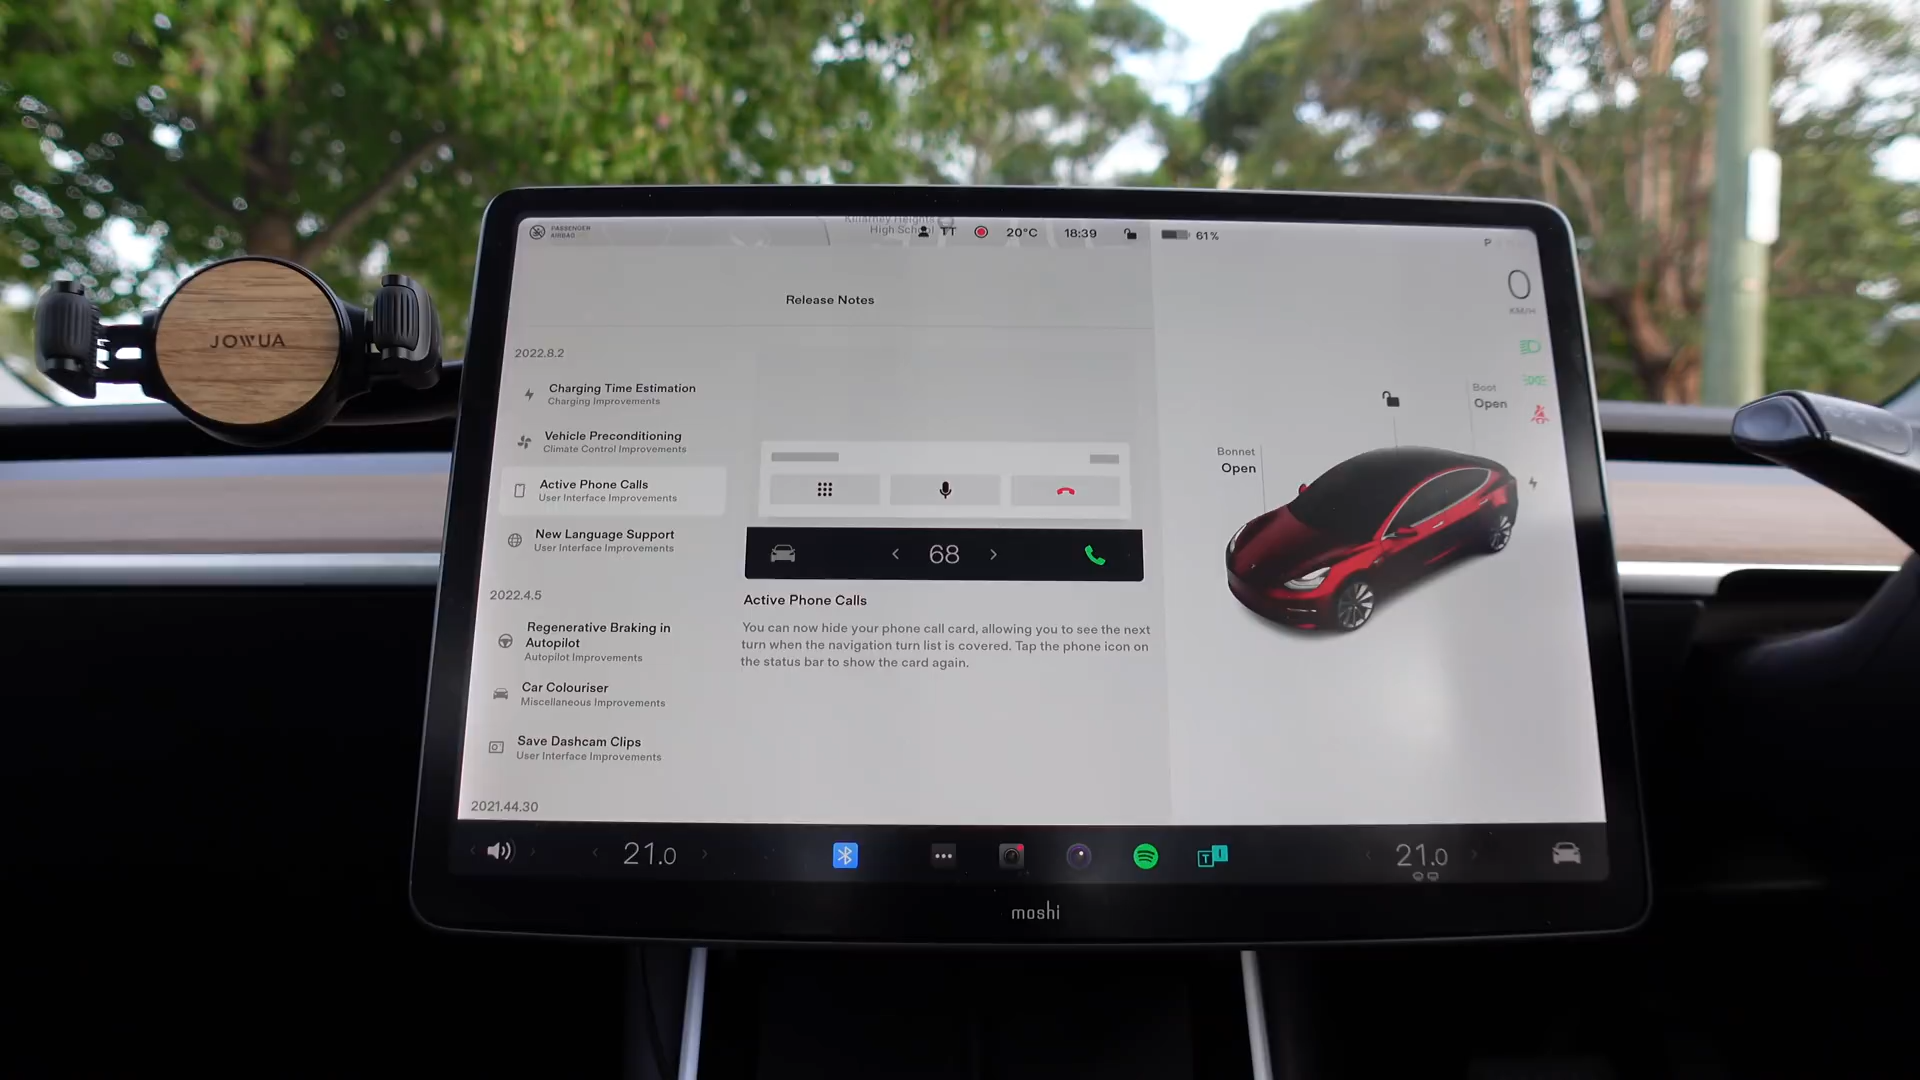 JOWUA
PASSENGER
AIRBAG
Killarney Heights
High School
TT
20°C
18:39
61%
P
Release Notes
0
KM/H
2022.8.2
Charging Time Estimation
Charging Improvements
Vehicle Preconditioning
Climate Control Improvements
Active Phone Calls
User Interface Improvements
New Language Support
User Interface Improvements
2022.4.5
Regenerative Braking in
Autopilot
Autopilot Improvements
Car Colouriser
Miscellaneous Improvements
Save Dashcam Clips
User Interface Improvements
2021.44.30
68
Active Phone Calls
You can now hide your phone call card, allowing you to see the next
turn when the navigation turn list is covered. Tap the phone icon on
the status bar to show the card again.
Boot
Open
Bonnet
Open
21.0
T I
21.0
moshi